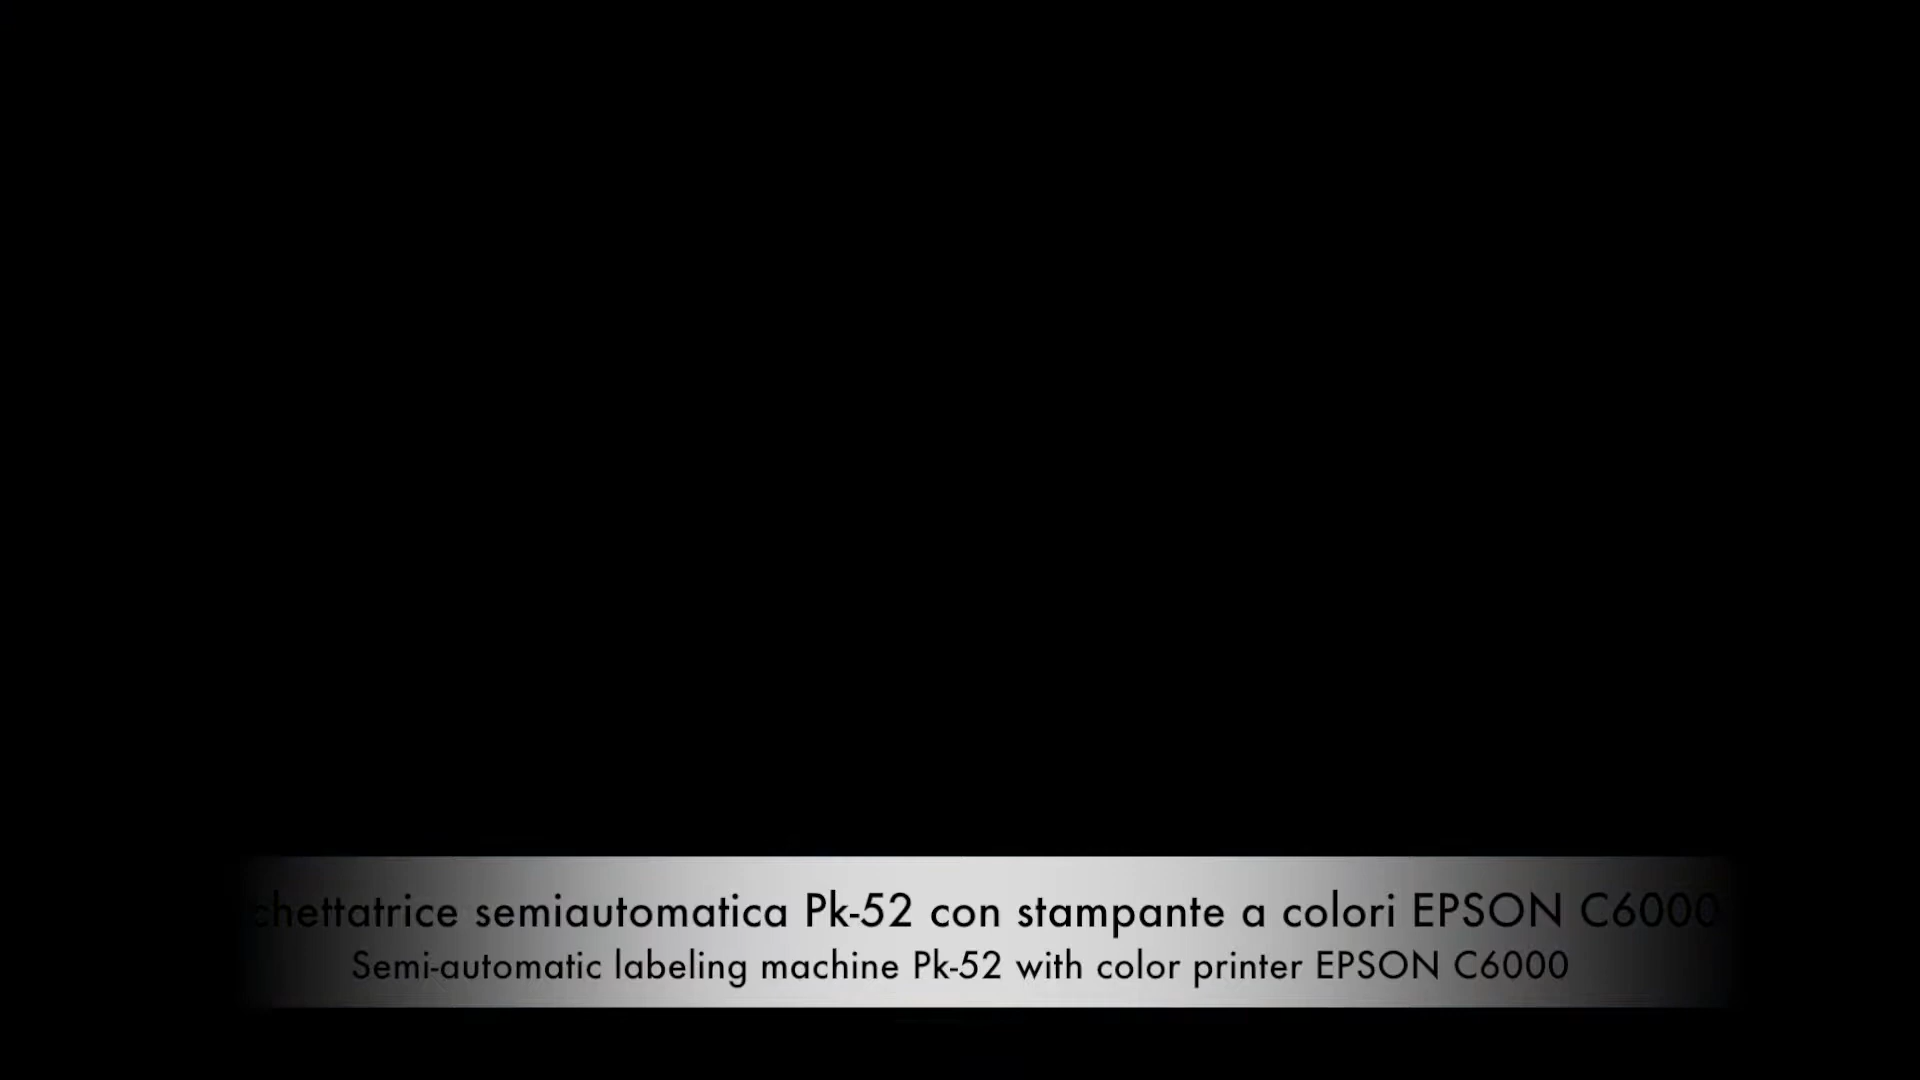 chettatrice semiautomatica Pk-52 con stampante a colori EPSON C6000
Semi-automatic labeling machine Pk-52 with color printer EPSON C6000